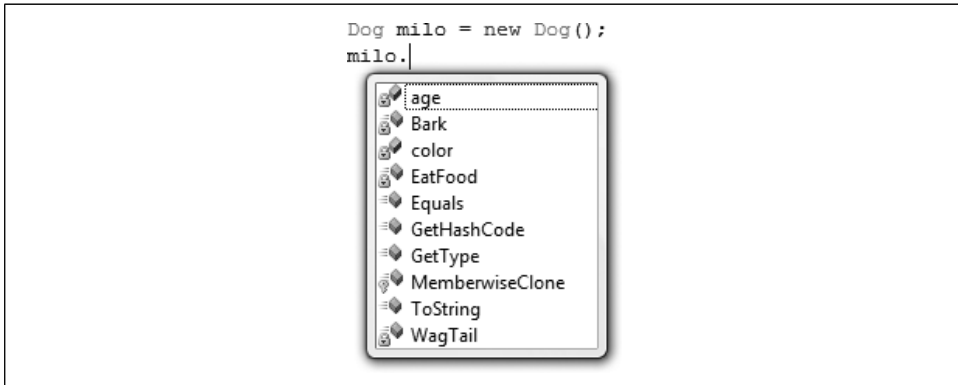 Dog milo = new Dog();
milo.
age
Bark
color
EatFood
Equals
GetHashCode
GetType
MemberwiseClone
ToString
WagTail